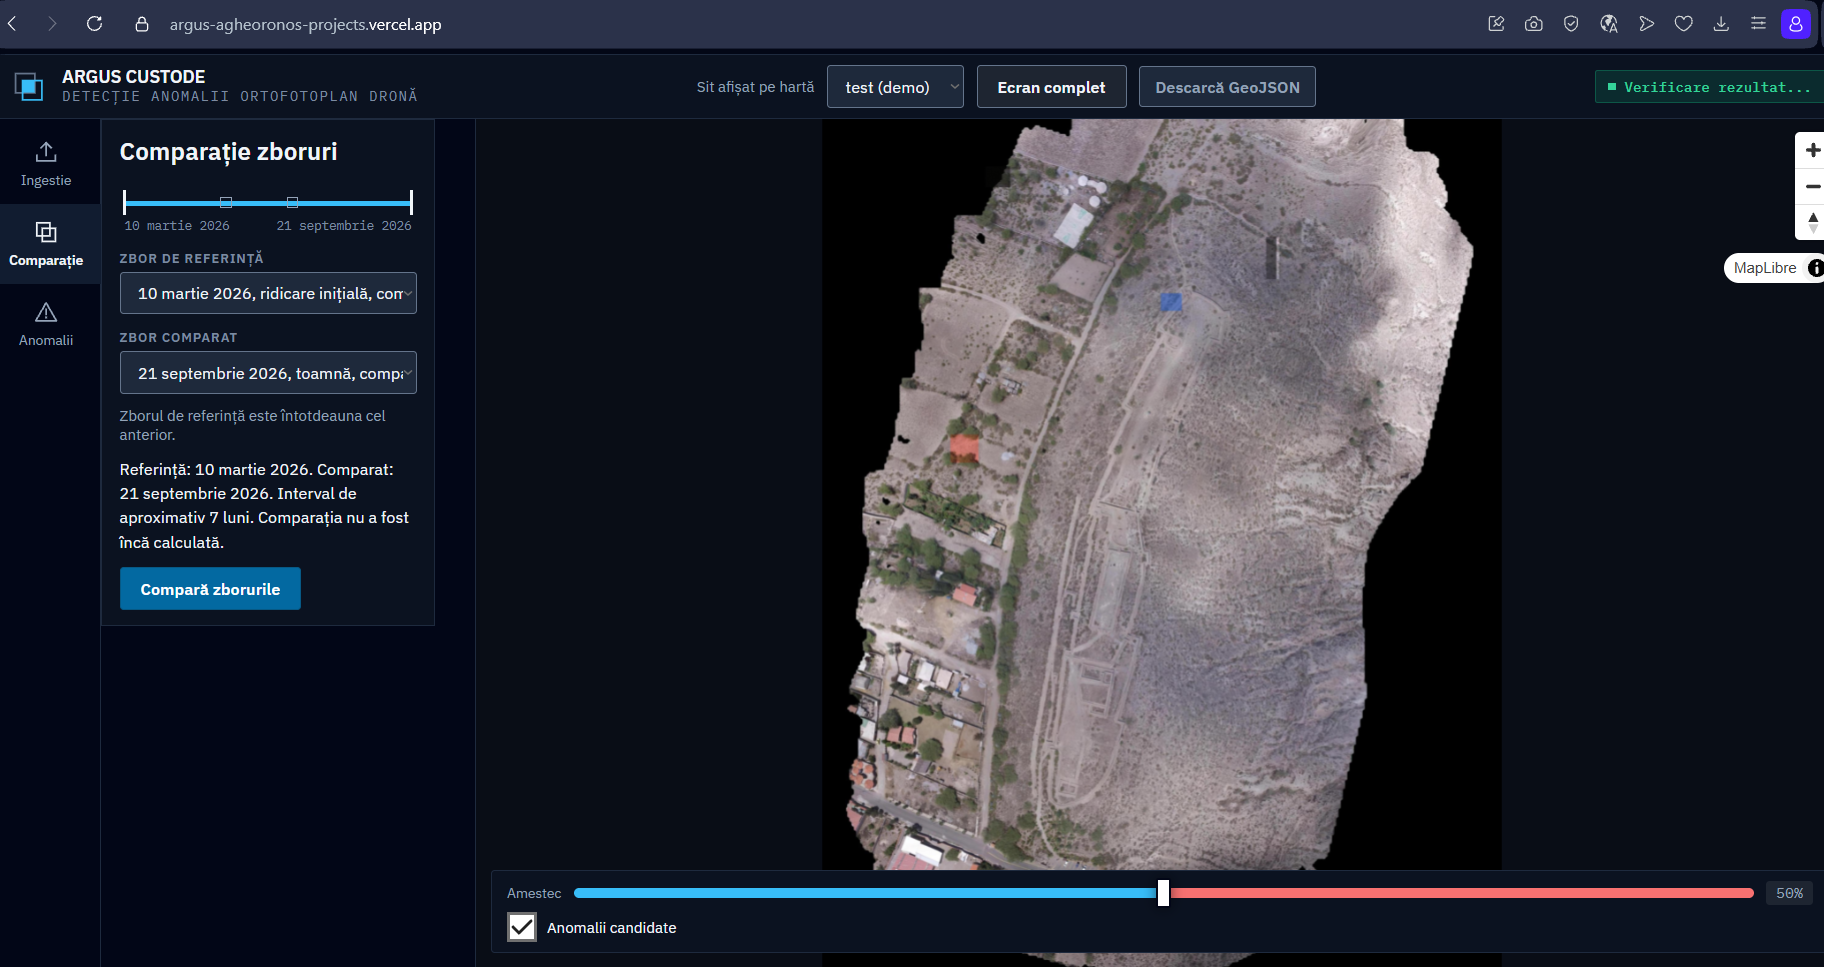 argus-agheoronos-projects.vercel.app
ARGUS CUSTODE
DETECȚIE ANOMALII ORTOFOTOPLAN DRONĂ
Sit afișat pe hartă
test (demo)
Ecran complet
Descarcă GeoJSON
Verificare rezultat...
Ingestie
Comparație
Anomalii
Comparație zboruri
10 martie 2026
21 septembrie 2026
ZBOR DE REFERINȚĂ
10 martie 2026, ridicare inițială, com
ZBOR COMPARAT
21 septembrie 2026, toamnă, compa
Zborul de referință este întotdeauna cel
anterior.
Referință: 10 martie 2026. Comparat:
21 septembrie 2026. Interval de
aproximativ 7 luni. Comparația nu a fost
încă calculată.
Compară zborurile
MapLibre
Amestec
50%
Anomalii candidate